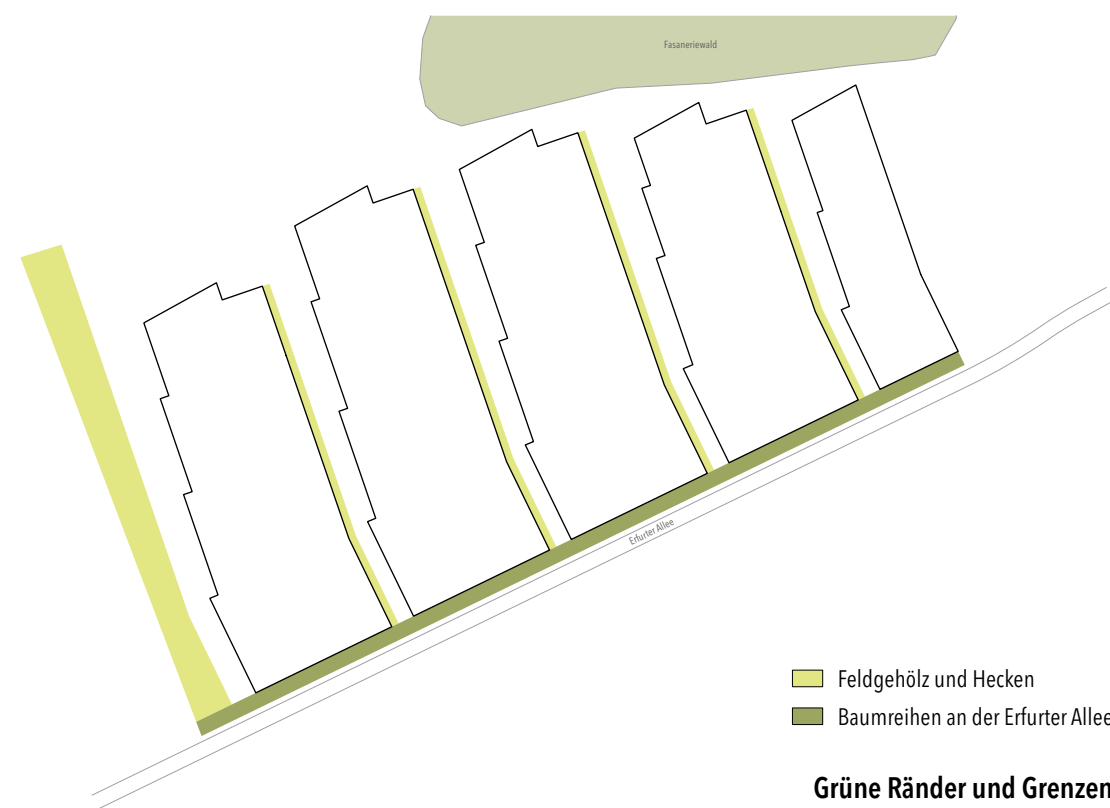 Fasaneriewald
Erfurter Allee
Feldgehölz und Hecken
Baumreihen an der Erfurter Allee
Grüne Ränder und Grenzen